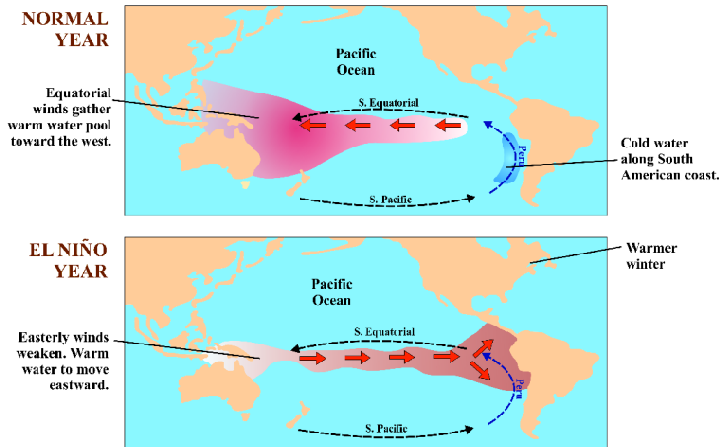 NORMAL
YEAR
Pacific
Ocean
Equatorial
winds gather
warm water pool
toward the west.
S. Equatorial
Peru
Cold water
along South
American coast.
S. Pacific
EL NIÑO
YEAR
Warmer
winter
Pacific
Ocean
Easterly winds
weaken. Warm
water to move
eastward.
S. Equatorial
Peru
S. Pacific